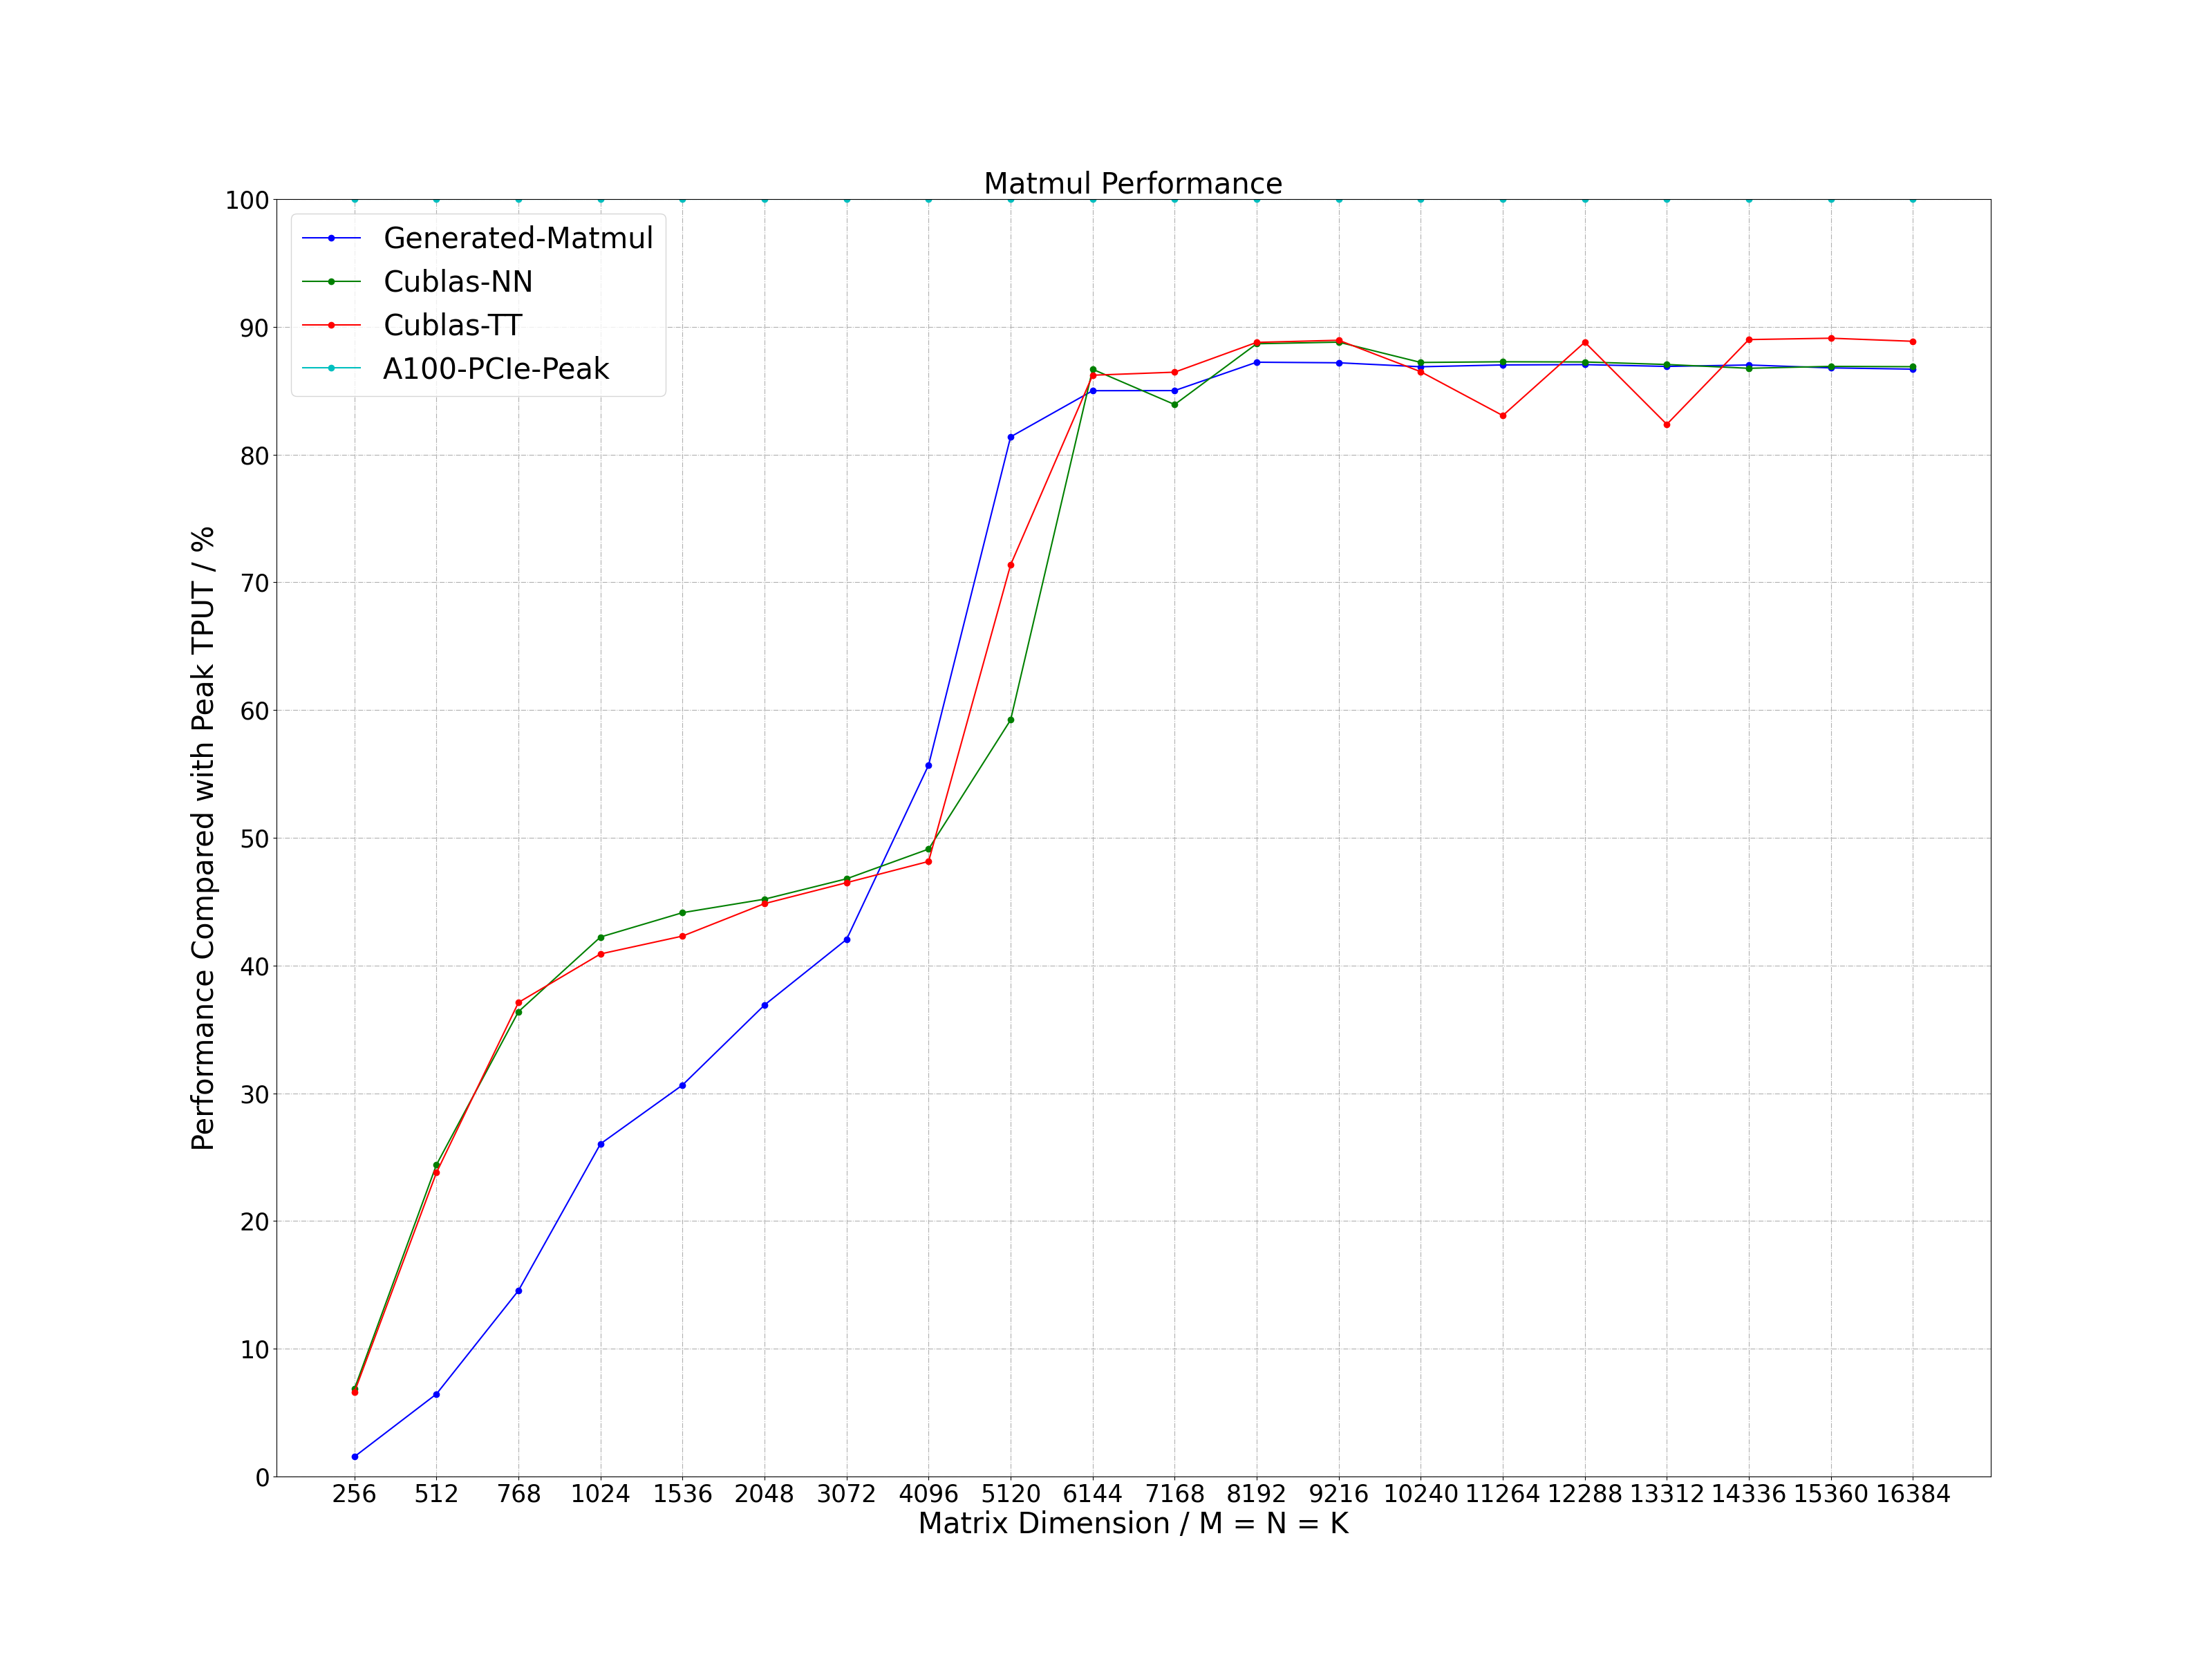 Matmul Performance
100
90
80
70
60
50
40
30
20
10
0
Generated-Matmul
Cublas-NN
Cublas-TT
A100-PCIe-Peak
Performance Compared with Peak TPUT / %
256 512 768 1024 1536 2048 3072 4096 5120 6144 7168 8192 9216 10240 11264 12288 13312 14336 15360 16384
Matrix Dimension / M = N = K